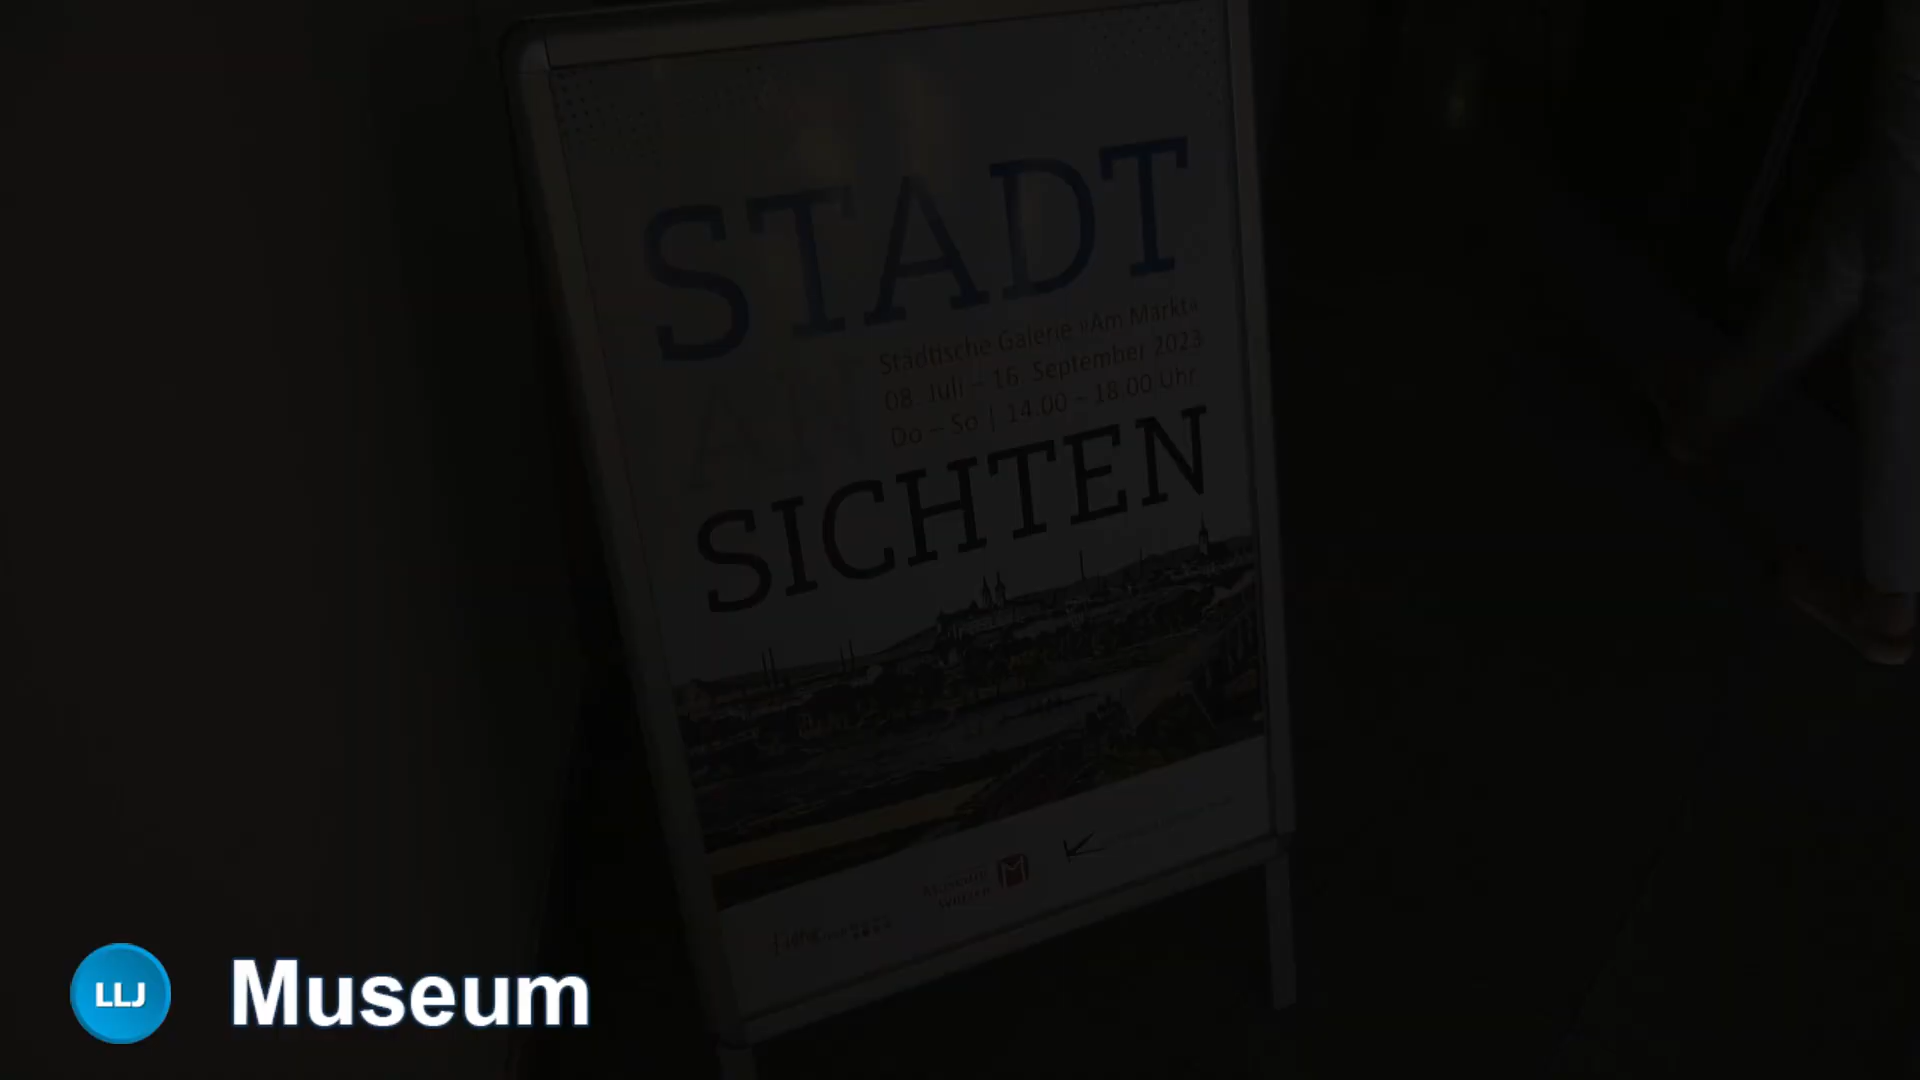 STADT
AN
Städtische Galerie »Am Markt«
08. Juli – 16. September 2023
Do – So | 14.00 – 18.00 Uhr
SICHTEN
LLJ
Museum